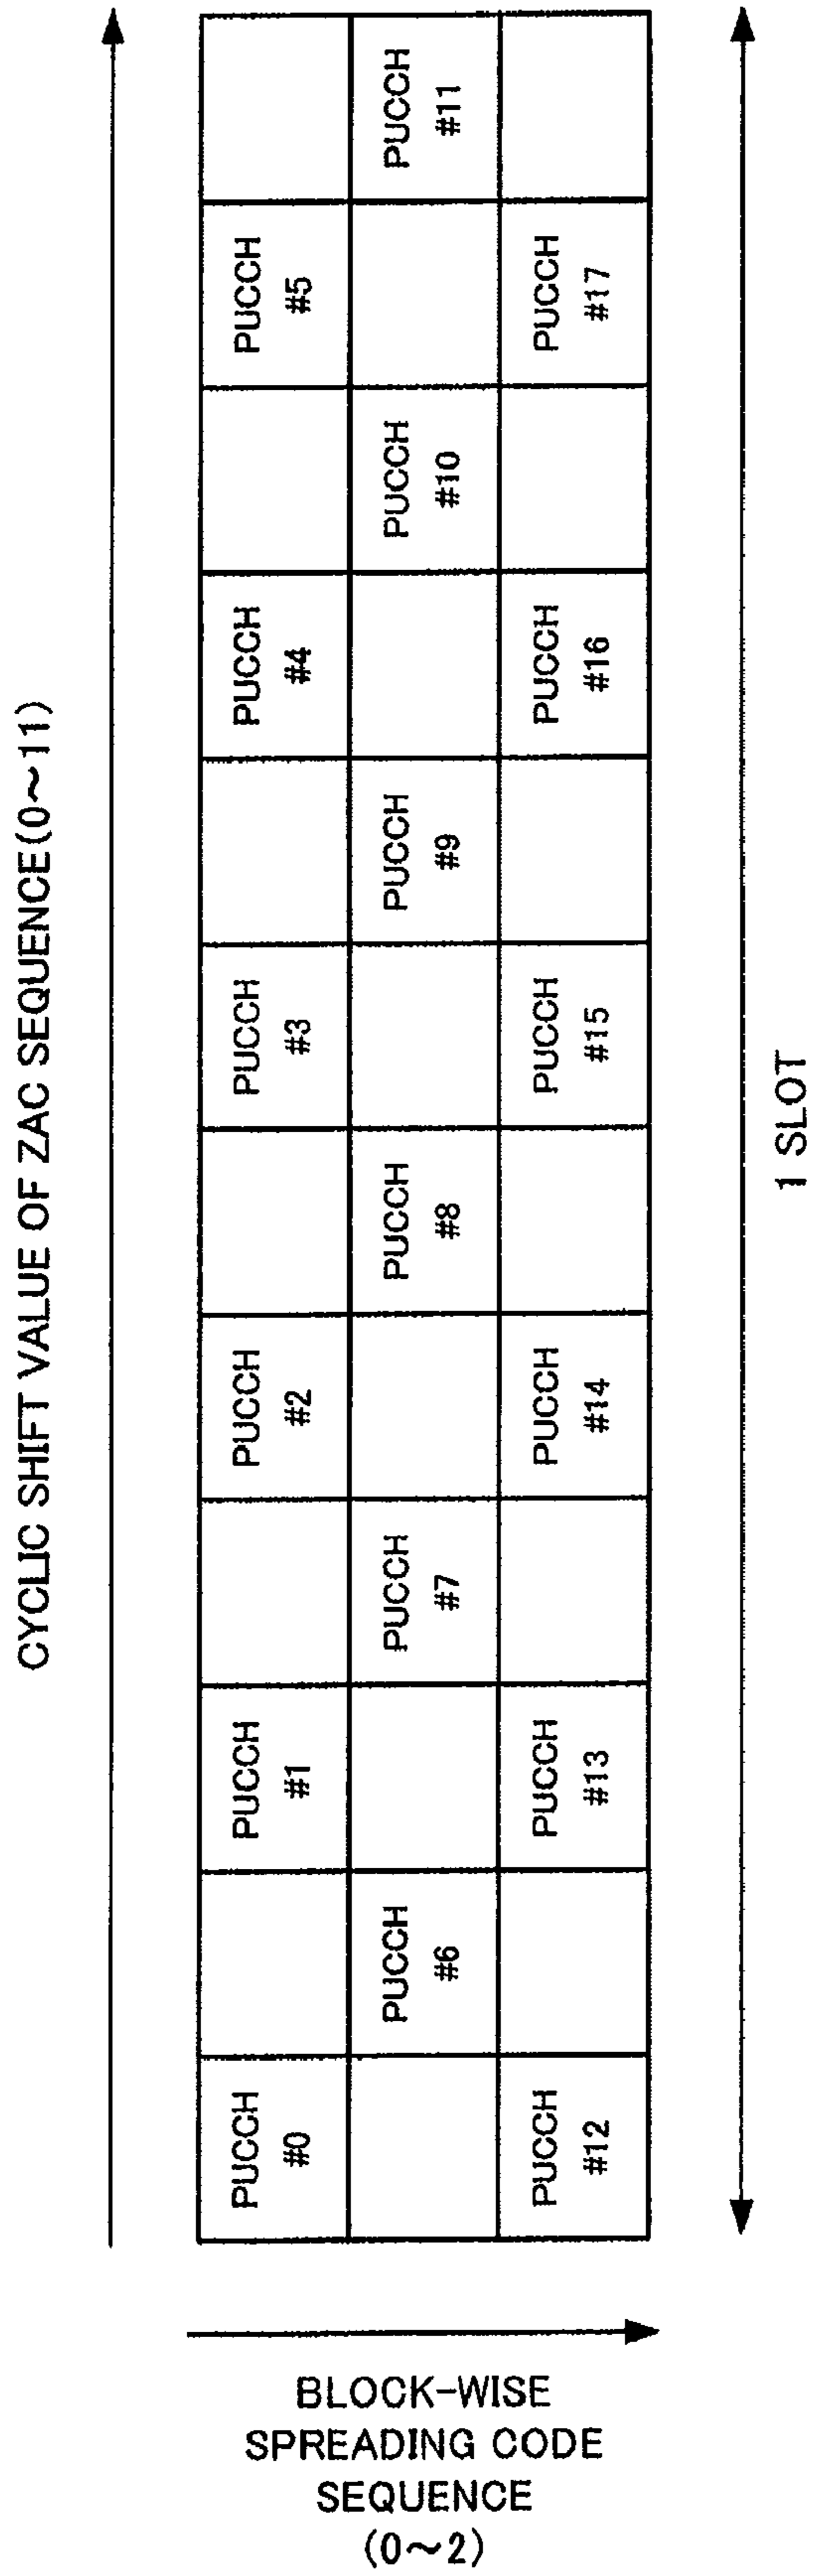 CYCLIC SHIFT VALUE OF ZAC SEQUENCE(0~11)
PUCCH
#0
PUCCH
#1
PUCCH
#2
PUCCH
#3
PUCCH
#4
PUCCH
#5
PUCCH
#6
PUCCH
#7
PUCCH
#8
PUCCH
#9
PUCCH
#10
PUCCH
#11
PUCCH
#12
PUCCH
#13
PUCCH
#14
PUCCH
#15
PUCCH
#16
PUCCH
#17
1 SLOT
BLOCK-WISE
SPREADING CODE
SEQUENCE
(0~2)